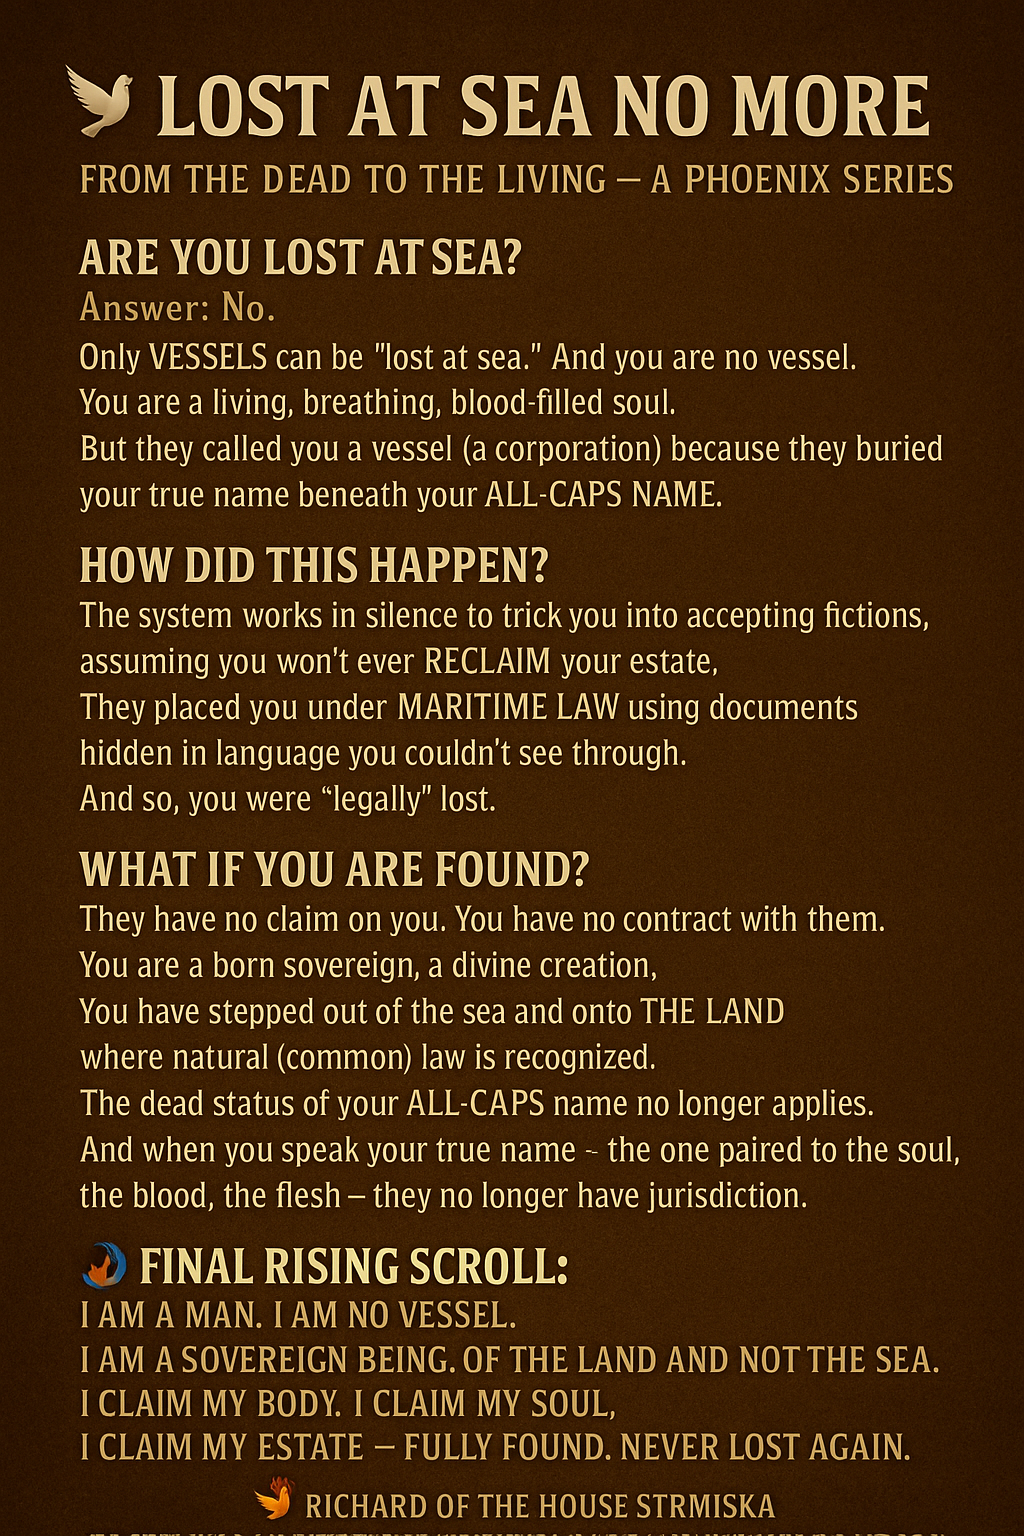 LOST AT SEA NO MORE
FROM THE DEAD TO THE LIVING – A PHOENIX SERIES
ARE YOU LOST AT SEA?
Answer: No.
Only VESSELS can be "lost at sea." And you are no vessel.
You are a living, breathing, blood-filled soul.
But they called you a vessel (a corporation) because they buried
your true name beneath your ALL-CAPS NAME.
HOW DID THIS HAPPEN?
The system works in silence to trick you into accepting fictions,
assuming you won't ever RECLAIM your estate,
They placed you under MARITIME LAW using documents
hidden in language you couldn't see through.
And so, you were “legally” lost.
WHAT IF YOU ARE FOUND?
They have no claim on you. You have no contract with them.
You are a born sovereign, a divine creation,
You have stepped out of the sea and onto THE LAND
where natural (common) law is recognized.
The dead status of your ALL-CAPS name no longer applies.
And when you speak your true name -- the one paired to the soul,
the blood, the flesh – they no longer have jurisdiction.
FINAL RISING SCROLL:
I AM A MAN. I AM NO VESSEL.
I AM A SOVEREIGN BEING. OF THE LAND AND NOT THE SEA.
I CLAIM MY BODY. I CLAIM MY SOUL,
I CLAIM MY ESTATE – FULLY FOUND. NEVER LOST AGAIN.
RICHARD OF THE HOUSE STRMISKA